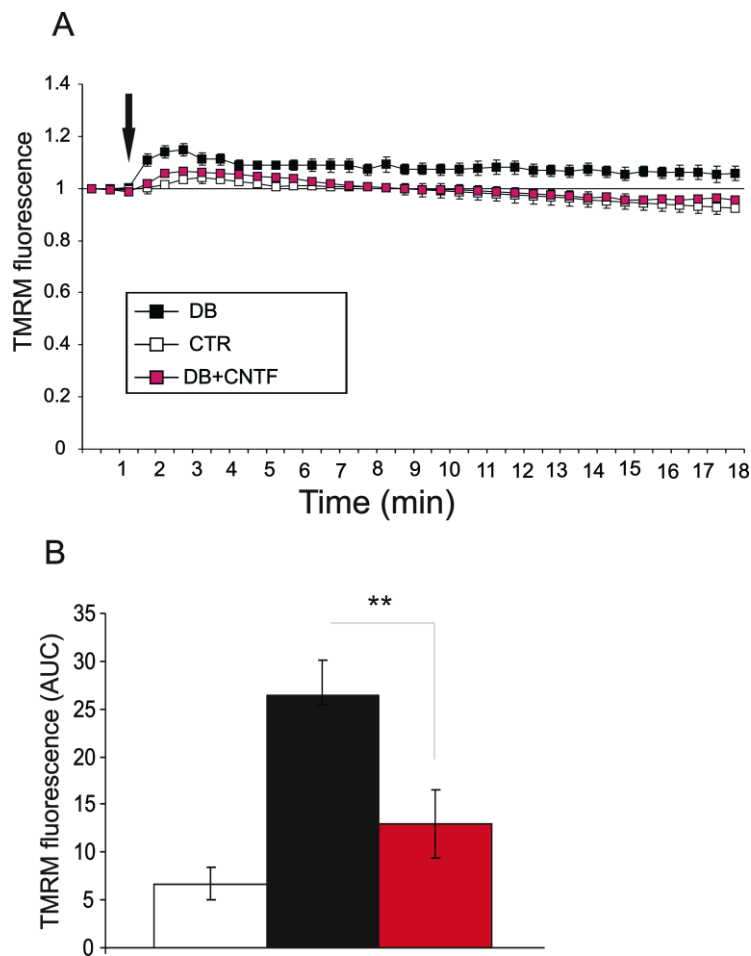 A
TMRM fluorescence
1.4
1.2
1
0.8
0.6
0.4
0.2
0
DB
CTR
DB+CNTF
1 2 3 4 5 6 7 8 9 10 11 12 13 14 15 16 17 18
Time (min)
B
TMRM fluorescence (AUC)
35
30
25
20
15
10
5
0
**